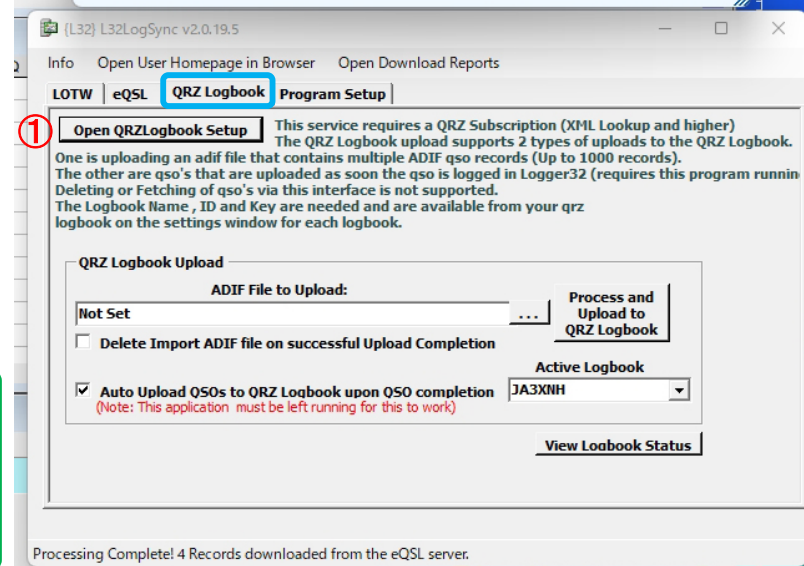 {L32} L32LogSync v2.0.19.5
Info Open User Homepage in Browser Open Download Reports
LOTW eQSL QRZ Logbook Program Setup
①
Open QRZLogbook Setup
This service requires a QRZ Subscription (XML Lookup and higher)
The QRZ Logbook upload supports 2 types of uploads to the QRZ Logbook.
One is uploading an adif file that contains multiple ADIF qso records (Up to 1000 records).
The other are qso's that are uploaded as soon the qso is logged in Logger32 (requires this program runnin
Deleting or Fetching of qso's via this interface is not supported.
The Logbook Name , ID and Key are needed and are available from your qrz
logbook on the settings window for each logbook.
QRZ Logbook Upload
ADIF File to Upload:
Not Set
...
Process and
Upload to
QRZ Logbook
Delete Import ADIF file on successful Upload Completion
Active Logbook
Auto Upload QSOs to QRZ Logbook upon QSO completion
JA3XNH
(Note: This application must be left running for this to work)
View Logbook Status
Processing Complete! 4 Records downloaded from the eQSL server.